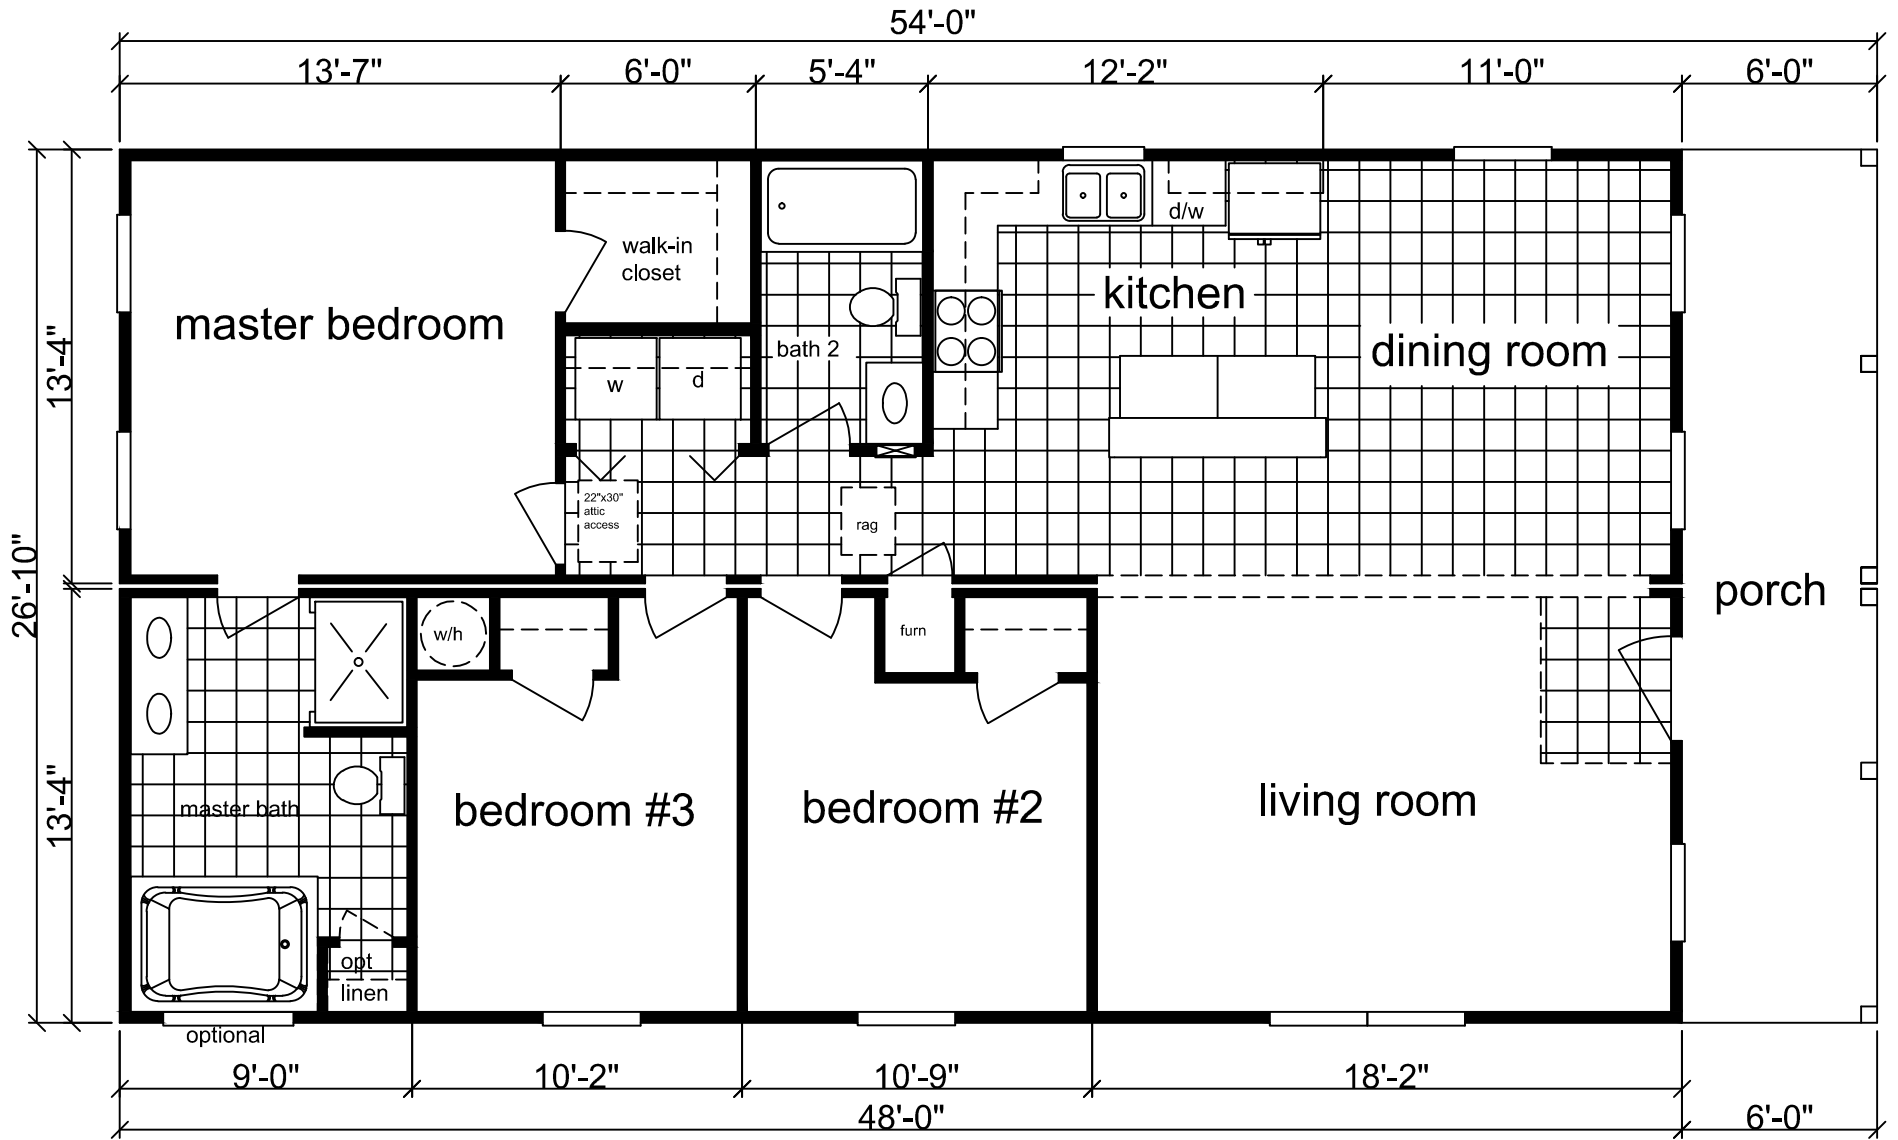 54'-0"
13'-7"
6'-0"
5'-4"
12'-2"
11'-0"
6'-0"
walk-in
closet
d/w
kitchen
master bedroom
bath 2
dining room
w
d
13'-4"
22"x30"
attic
access
rag
26'-10"
porch
w/h
furn
13'-4"
master bath
bedroom #3
bedroom #2
living room
opt
linen
optional
9'-0"
10'-2"
10'-9"
18'-2"
48'-0"
6'-0"